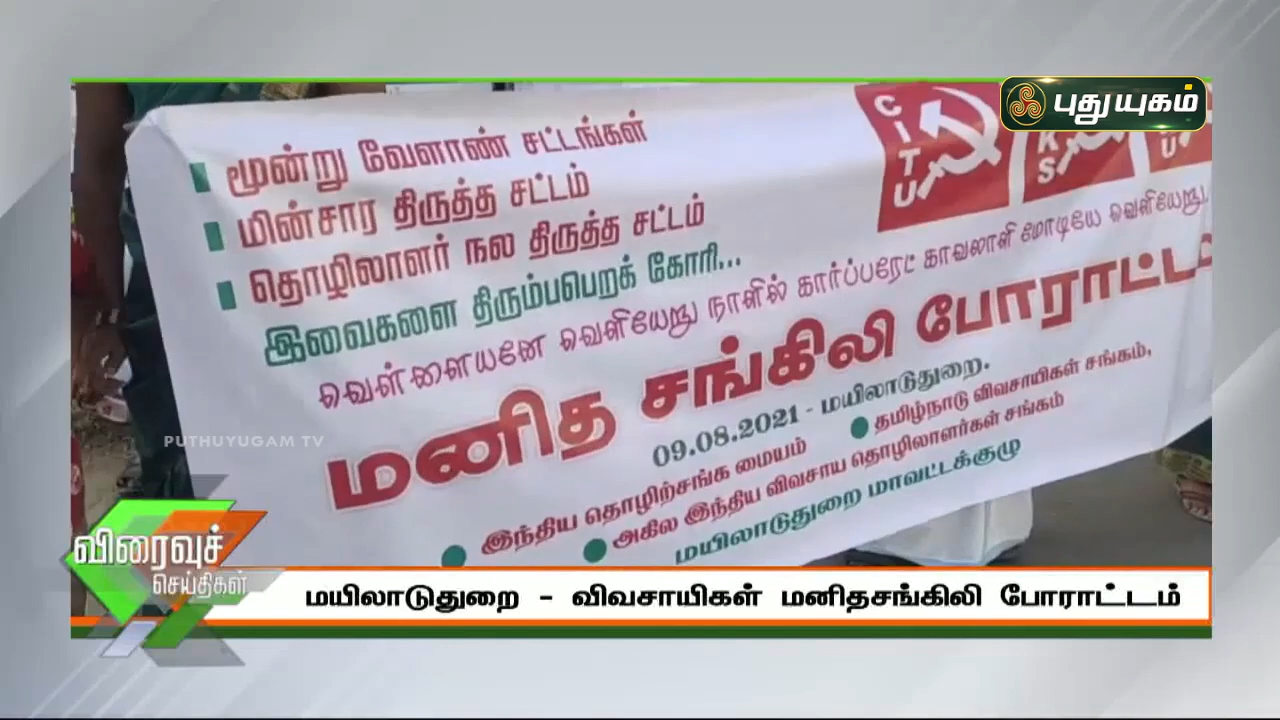 புதுயுகம்
CITU
KS
U
மூன்று வேளாண் சட்டங்கள்
மின்சார திருத்த சட்டம்
தொழிலாளர் நல திருத்த சட்டம்
இவைகளை திரும்பபெறக் கோரி...
வெள்ளையனே வெளியேறு நாளில் கார்ப்பரேட் காவலாளி மோடியே வெளியேறு.
மனித சங்கிலி போராட்ட
09.08.2021 - மயிலாடுதுறை.
இந்திய தொழிற்சங்க மையம்
தமிழ்நாடு விவசாயிகள் சங்கம்,
அகில இந்திய விவசாய தொழிலாளர்கள் சங்கம்
மயிலாடுதுறை மாவட்டக்குழு
PUTHUYUGAM TV
விரைவுச்
செய்திகள்
மயிலாடுதுறை - விவசாயிகள் மனிதசங்கிலி போராட்டம்